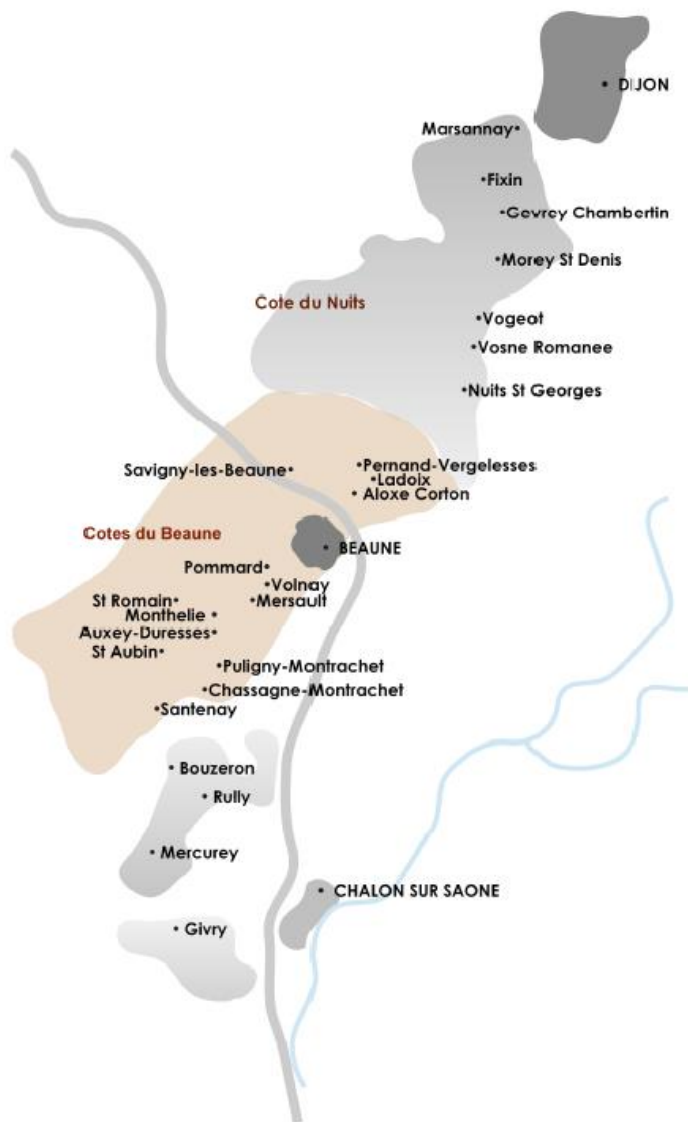 DIJON
Marsannay
Fixin
Gevrey Chambertin
Morey St Denis
Cote du Nuits
Vogeot
Vosne Romanee
Nuits St Georges
Pernand-Vergelesses
Savigny-les-Beaune
Ladoix
Aloxe Corton
Cotes du Beaune
BEAUNE
Pommard
Volnay
St Romain
Mersault
Monthelie
Auxey-Duresses
St Aubin
Puligny-Montrachet
Chassagne-Montrachet
Santenay
Bouzeron
Rully
Mercurey
CHALON SUR SAONE
Givry